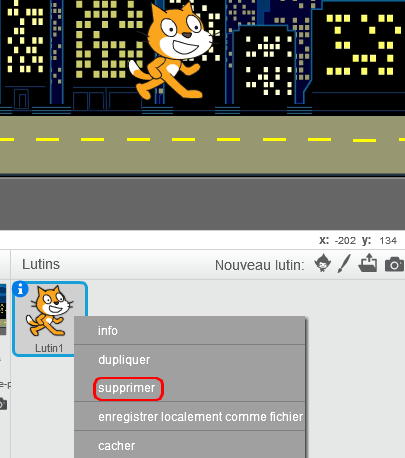 x: -202 y: 134
Lutins
Nouveau lutin:
Lutin1
info
dupliquer
supprimer
enregistrer localement comme fichier
cacher